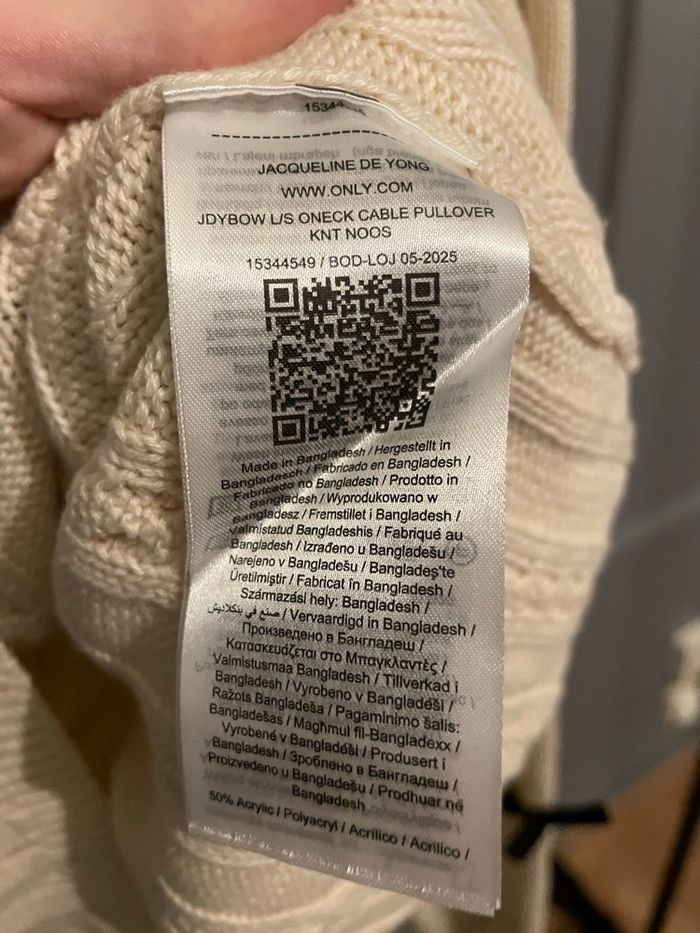 JACQUELINE DE YONG
WWW.ONLY.COM
JDYBOW L/S ONECK CABLE PULLOVER
KNT NOOS
15344549 / BOD-LOJ 05-2025
Made in Bangladesh / Hergestellt in
Bangladesch / Fabricado en Bangladesh /
Fabricado no Bangladesh / Prodotto in
Bangladesh / Wyprodukowano w
Bangladesz / Fremstillet i Bangladesh /
Valmistatud Bangladeshis / Fabriqué au
Bangladesh / Izrađeno u Bangladešu /
Narejeno v Bangladešu / Bangladeş'te
Üretilmiştir / Fabricat în Bangladesh /
Származási hely: Bangladesh /
صنع في بنكلاديش / Vervaardigd in Bangladesh /
Произведено в Бангладеш /
Κατασκευάζεται στο Μπαγκλαντές /
Valmistusmaa Bangladesh / Tillverkad i
Bangladesh / Vyrobeno v Bangladéši /
Ražots Bangladeša / Pagaminimo šalis:
Bangladešas / Magħmul fil-Bangladexx /
Vyrobené v Bangladéši / Produsert i
Bangladesh / Зроблено в Бангладеш /
Proizvedeno u Bangladešu / Prodhuar në
Bangladesh
50% Acrylic / Polyacryl / Acrílico / Acrilico /